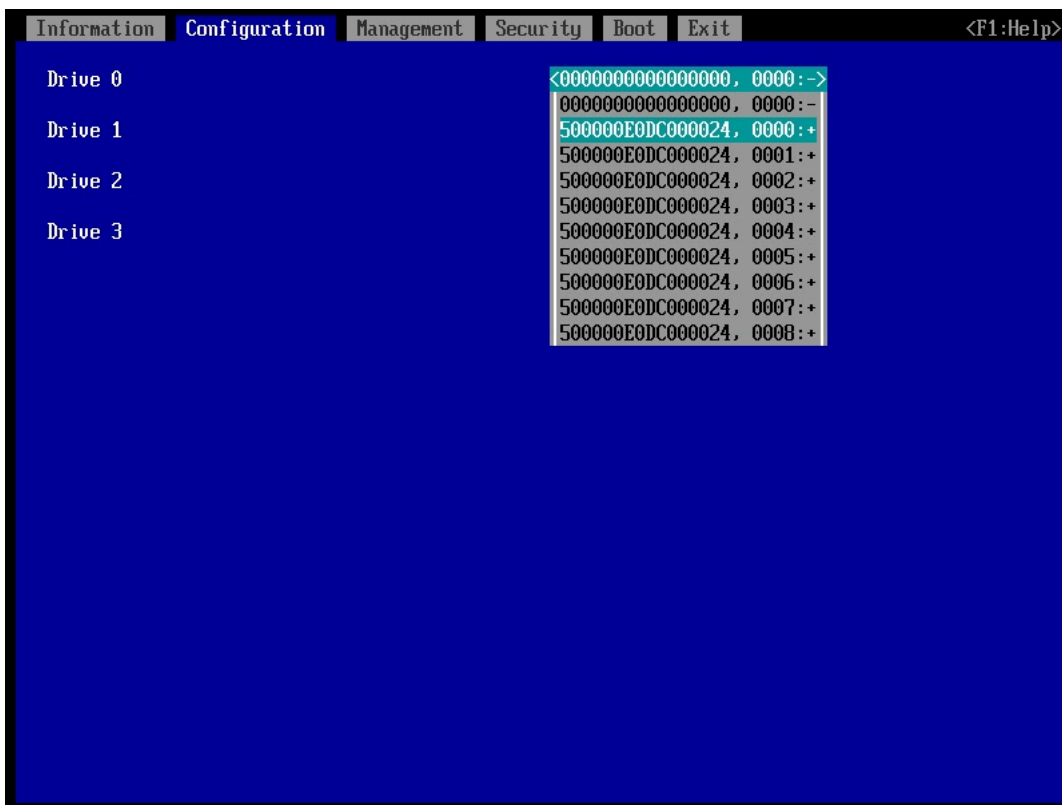 Information Configuration Management Security Boot Exit <F1:Help>
Drive 0 <0000000000000000, 0000:->
0000000000000000, 0000:-
Drive 1 500000E0DC000024, 0000:+
500000E0DC000024, 0001:+
Drive 2 500000E0DC000024, 0002:+
500000E0DC000024, 0003:+
Drive 3 500000E0DC000024, 0004:+
500000E0DC000024, 0005:+
500000E0DC000024, 0006:+
500000E0DC000024, 0007:+
500000E0DC000024, 0008:+